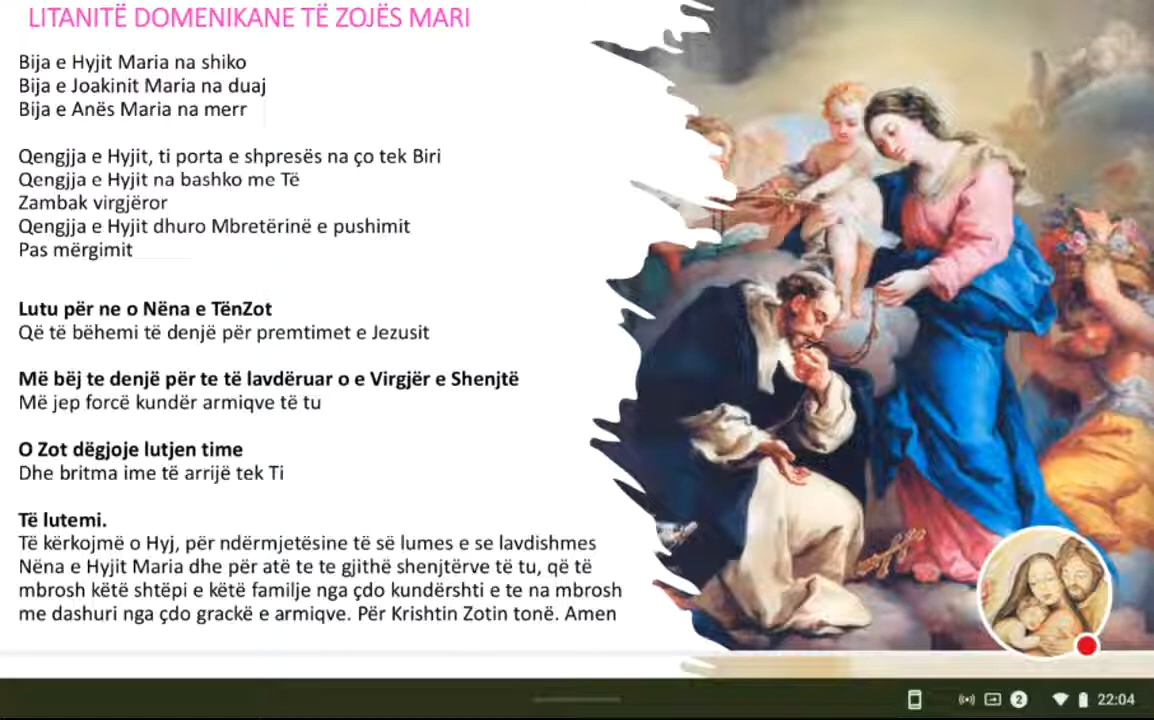 LITANITË DOMENIKANE TË ZOJËS MARI
Bija e Hyjit Maria na shiko
Bija e Joakinit Maria na duaj
Bija e Anës Maria na merr
Qengjja e Hyjit, ti porta e shpresës na ço tek Biri
Qengjja e Hyjit na bashko me Të
Zambak virgjëror
Qengjja e Hyjit dhuro Mbretërinë e pushimit
Pas mërgimit
Lutu për ne o Nëna e TënZot
Që të bëhemi të denjë për premtimet e Jezusit
Më bëj te denjë për te të lavdëruar o e Virgjër e Shenjtë
Më jep forcë kundër armiqve të tu
O Zot dëgjoje lutjen time
Dhe britma ime të arrijë tek Ti
Të lutemi.
Të kërkojmë o Hyj, për ndërmjetësine të së lumes e se lavdishmes
Nëna e Hyjit Maria dhe për atë te te gjithë shenjtërve të tu, që të
mbrosh këtë shtëpi e këtë familje nga çdo kundërshti e te na mbrosh
me dashuri nga çdo grackë e armiqve. Për Krishtin Zotin tonë. Amen
2
22:04